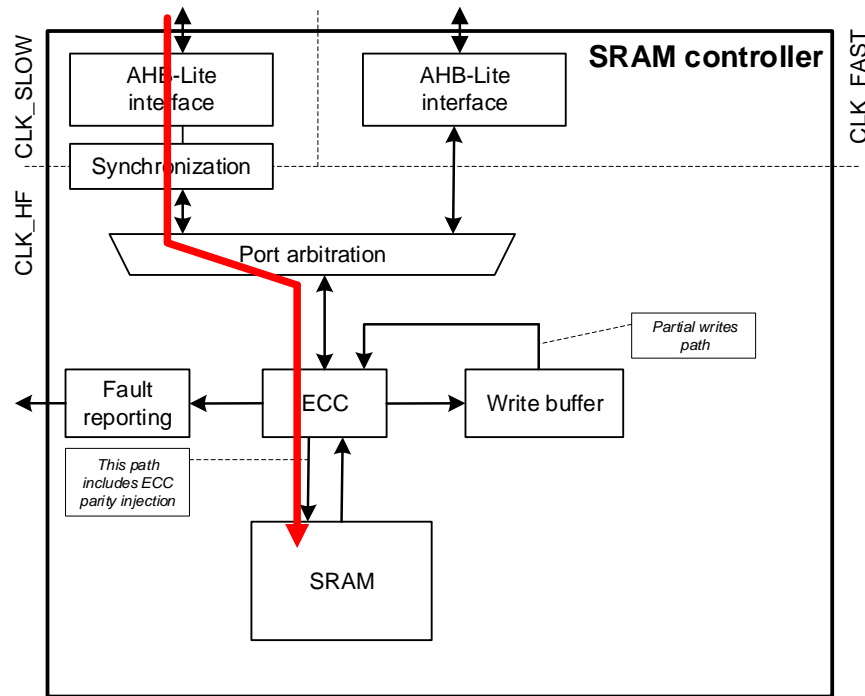 CLK_SLOW
AHB-Lite
interface
AHB-Lite
interface
SRAM controller
CLK_FAST
Synchronization
CLK_HF
Port arbitration
Partial writes
path
Fault
reporting
ECC
Write buffer
This path
includes ECC
parity injection
SRAM